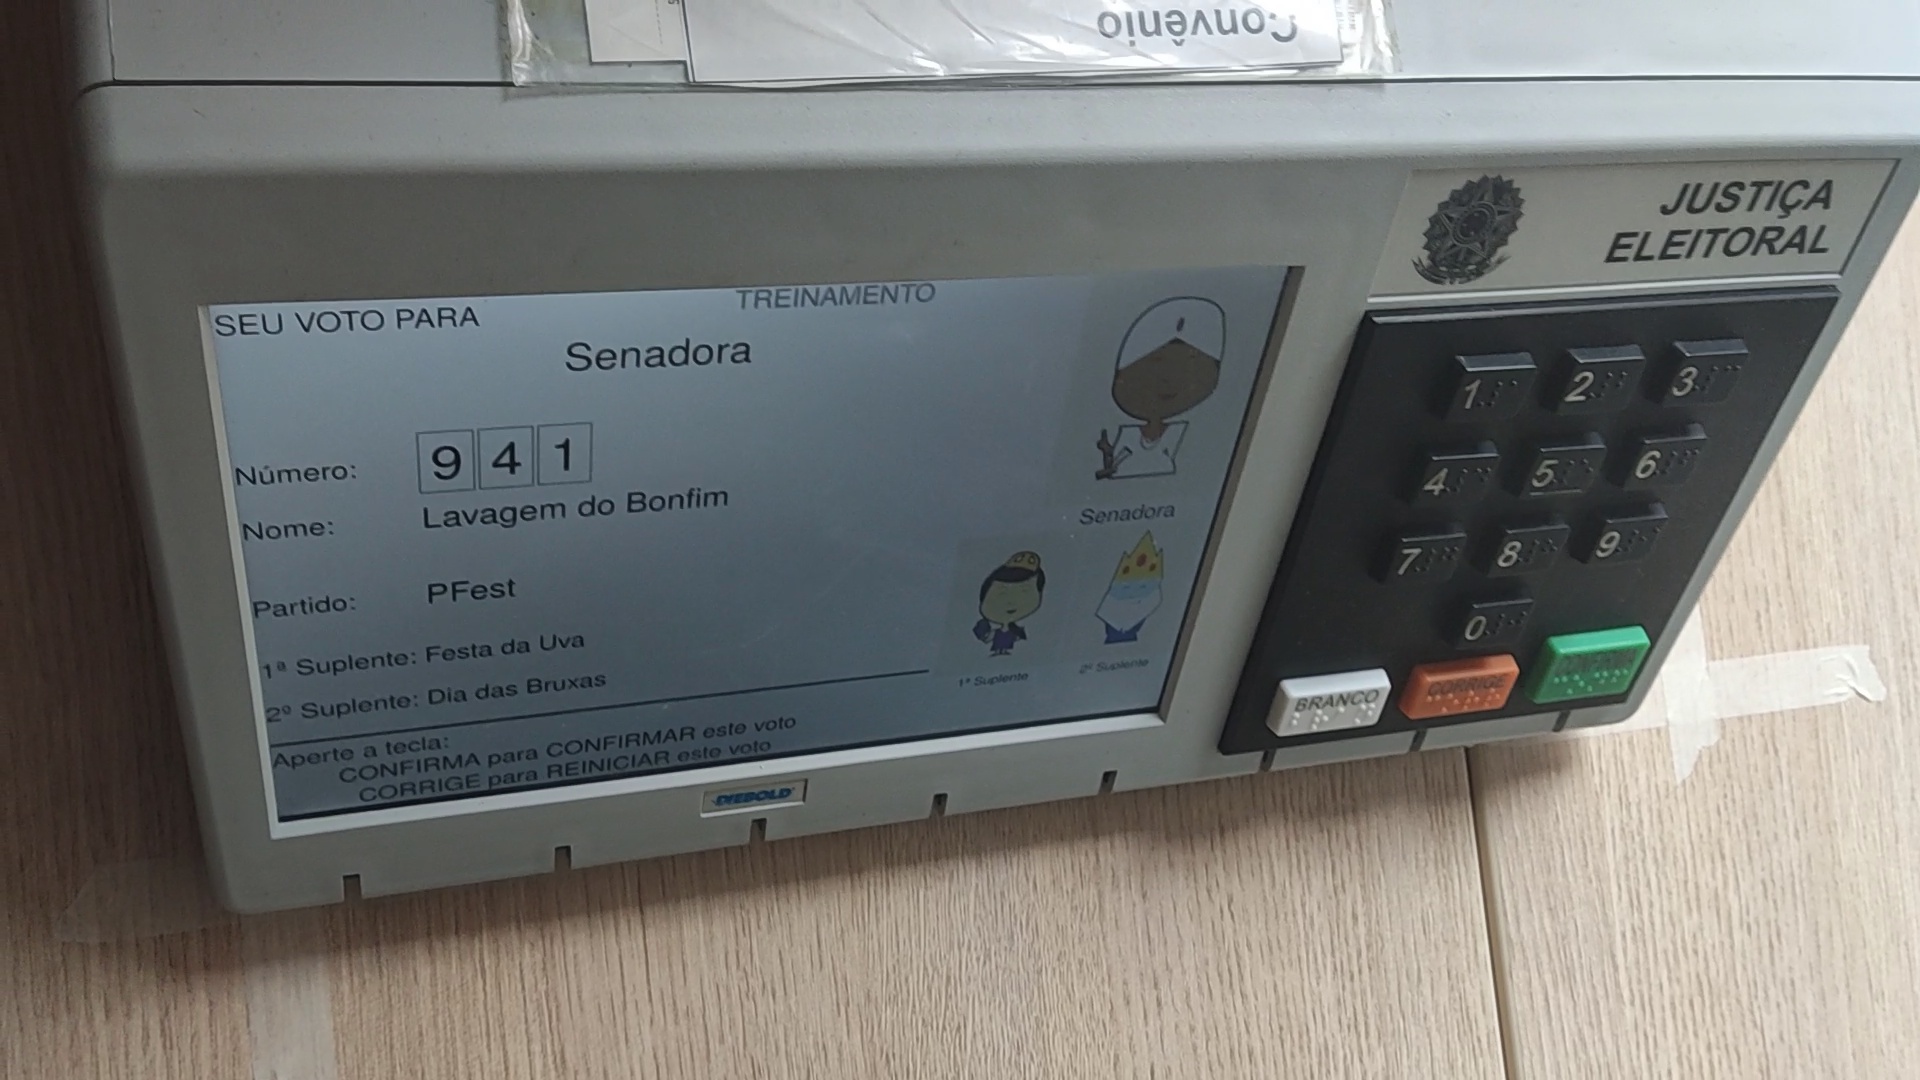 Convênio
JUSTIÇA
ELEITORAL
TREINAMENTO
SEU VOTO PARA
Senadora
Número: 9 4 1
Nome: Lavagem do Bonfim
Partido: PFest
1ª Suplente: Festa da Uva
2º Suplente: Dia das Bruxas
Senadora
1ª Suplente
2º Suplente
Aperte a tecla:
CONFIRMA para CONFIRMAR este voto
CORRIGE para REINICIAR este voto
DIEBOLD
1 2 3
4 5 6
7 8 9
0
BRANCO CORRIGE CONFIRMA